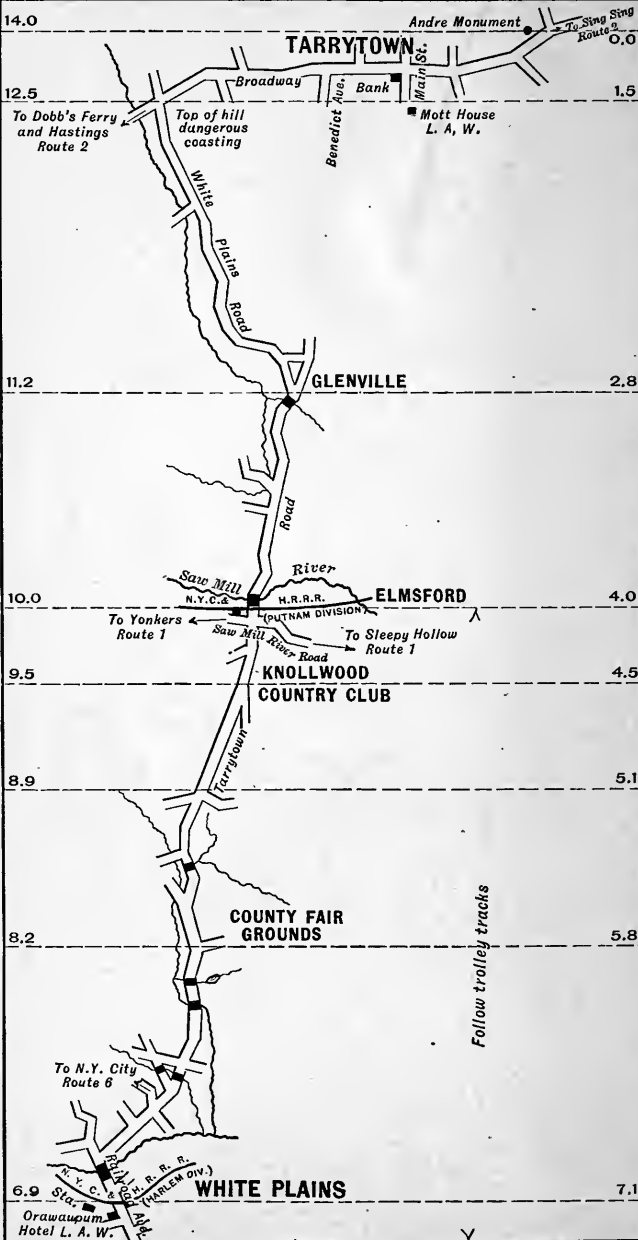 14.0
Andre Monument
To Sing Sing
Route 2
0.0
TARRYTOWN
Broadway
Benedict Ave.
Bank
Main St.
12.5
1.5
To Dobb's Ferry
and Hastings
Route 2
Top of hill
dangerous
coasting
Mott House
L. A, W.
White
Plains
Road
11.2
GLENVILLE
2.8
Road
Saw Mill River
N.Y.C. & H.R.R.R.
(PUTNAM DIVISION)
10.0
ELMSFORD
4.0
To Yonkers
Route 1
Saw Mill River Road
To Sleepy Hollow
Route 1
KNOLLWOOD
9.5
4.5
COUNTRY CLUB
Tarrytown
8.9
5.1
COUNTY FAIR
GROUNDS
8.2
5.8
Follow trolley tracks
To N.Y. City
Route 6
Railroad Ave.
N. Y. C. & H. R. R. R.
(HARLEM DIV.)
WHITE PLAINS
6.9
7.1
Sta.
Orawaupum
Hotel L. A. W.